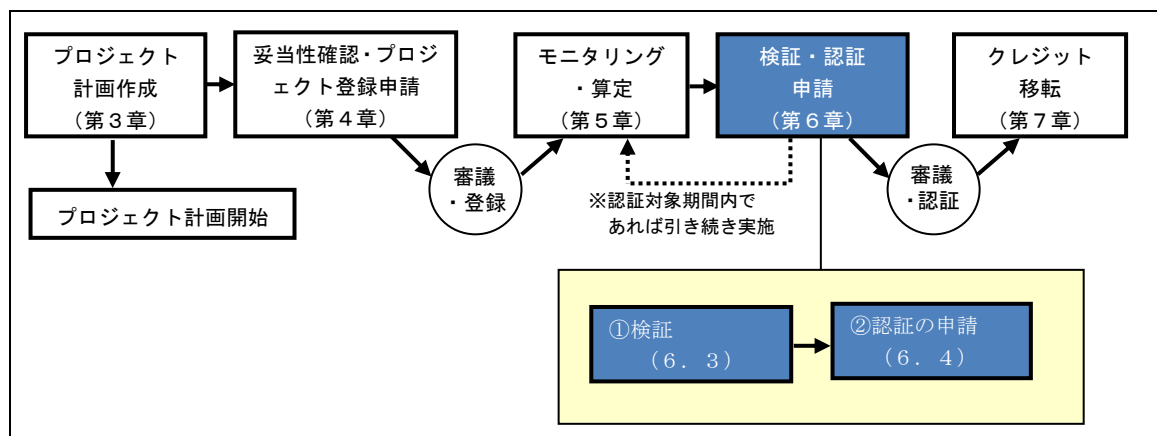 プロジェクト
計画作成
（第３章）
妥当性確認・プロジ
ェクト登録申請
（第４章）
モニタリング
・算定
（第５章）
検証・認証
申請
（第６章）
クレジット
移転
（第７章）
審議
・登録
審議
・認証
プロジェクト計画開始
※認証対象期間内で
あれば引き続き実施
①検証
（６．３）
②認証の申請
（６．４）